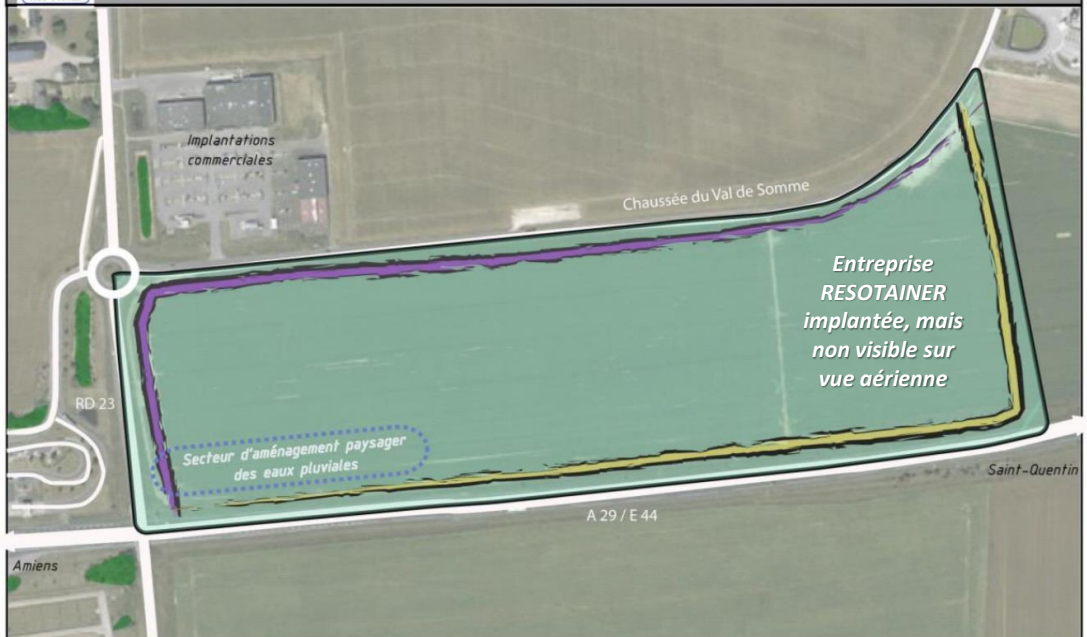 Implantations
commerciales
Chaussée du Val de Somme
Entreprise
RESOTAINER
implantée, mais
non visible sur
vue aérienne
RD 23
Secteur d'aménagement paysager
des eaux pluviales
Saint-Quentin
A 29 / E 44
Amiens